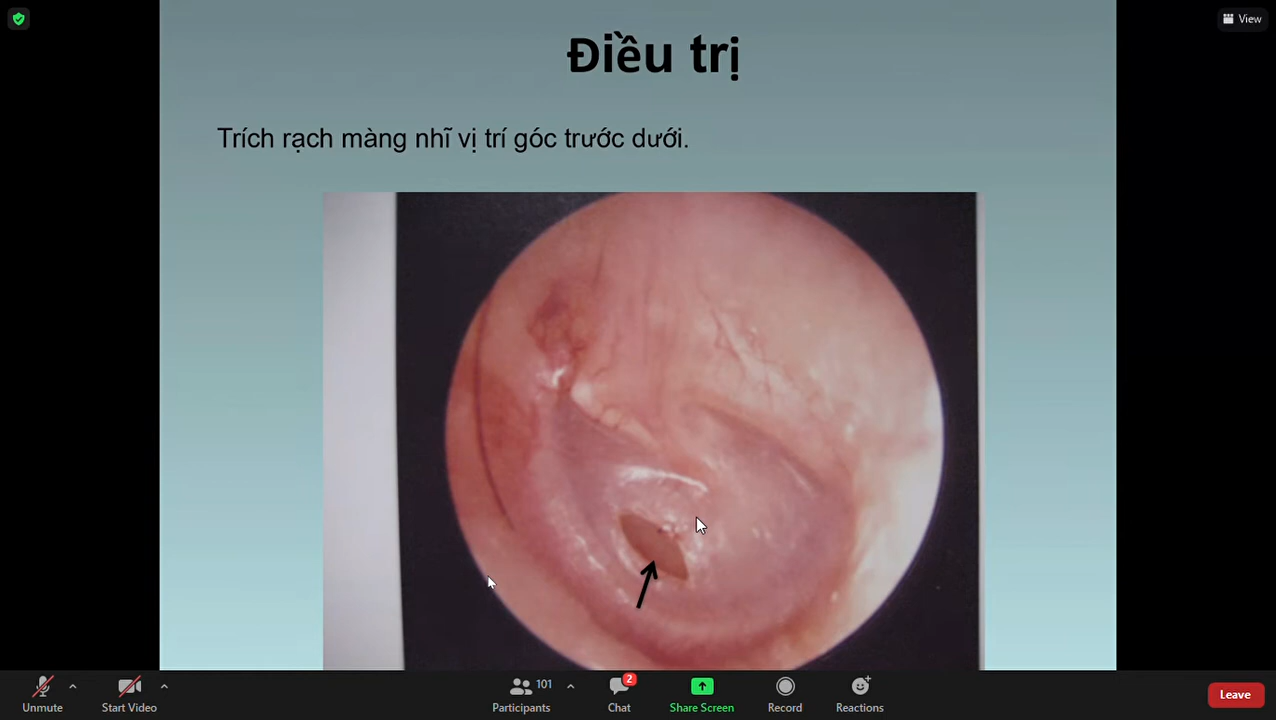 View
Điều trị
Trích rạch màng nhĩ vị trí góc trước dưới.
Unmute
Start Video
Participants
101
Chat
2
Share Screen
Record
Reactions
Leave